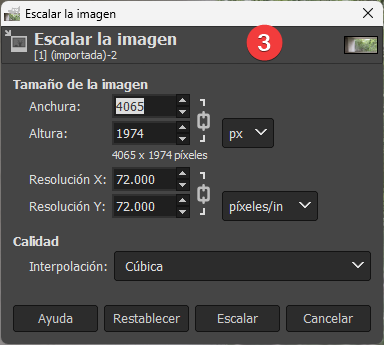 Escalar la imagen
Escalar la imagen
[1] (importada)-2
3
Tamaño de la imagen
Anchura: 4065
Altura: 1974 px
4065 x 1974 píxeles
Resolución X: 72.000
Resolución Y: 72.000 píxeles/in
Calidad
Interpolación: Cúbica
Ayuda Restablecer Escalar Cancelar